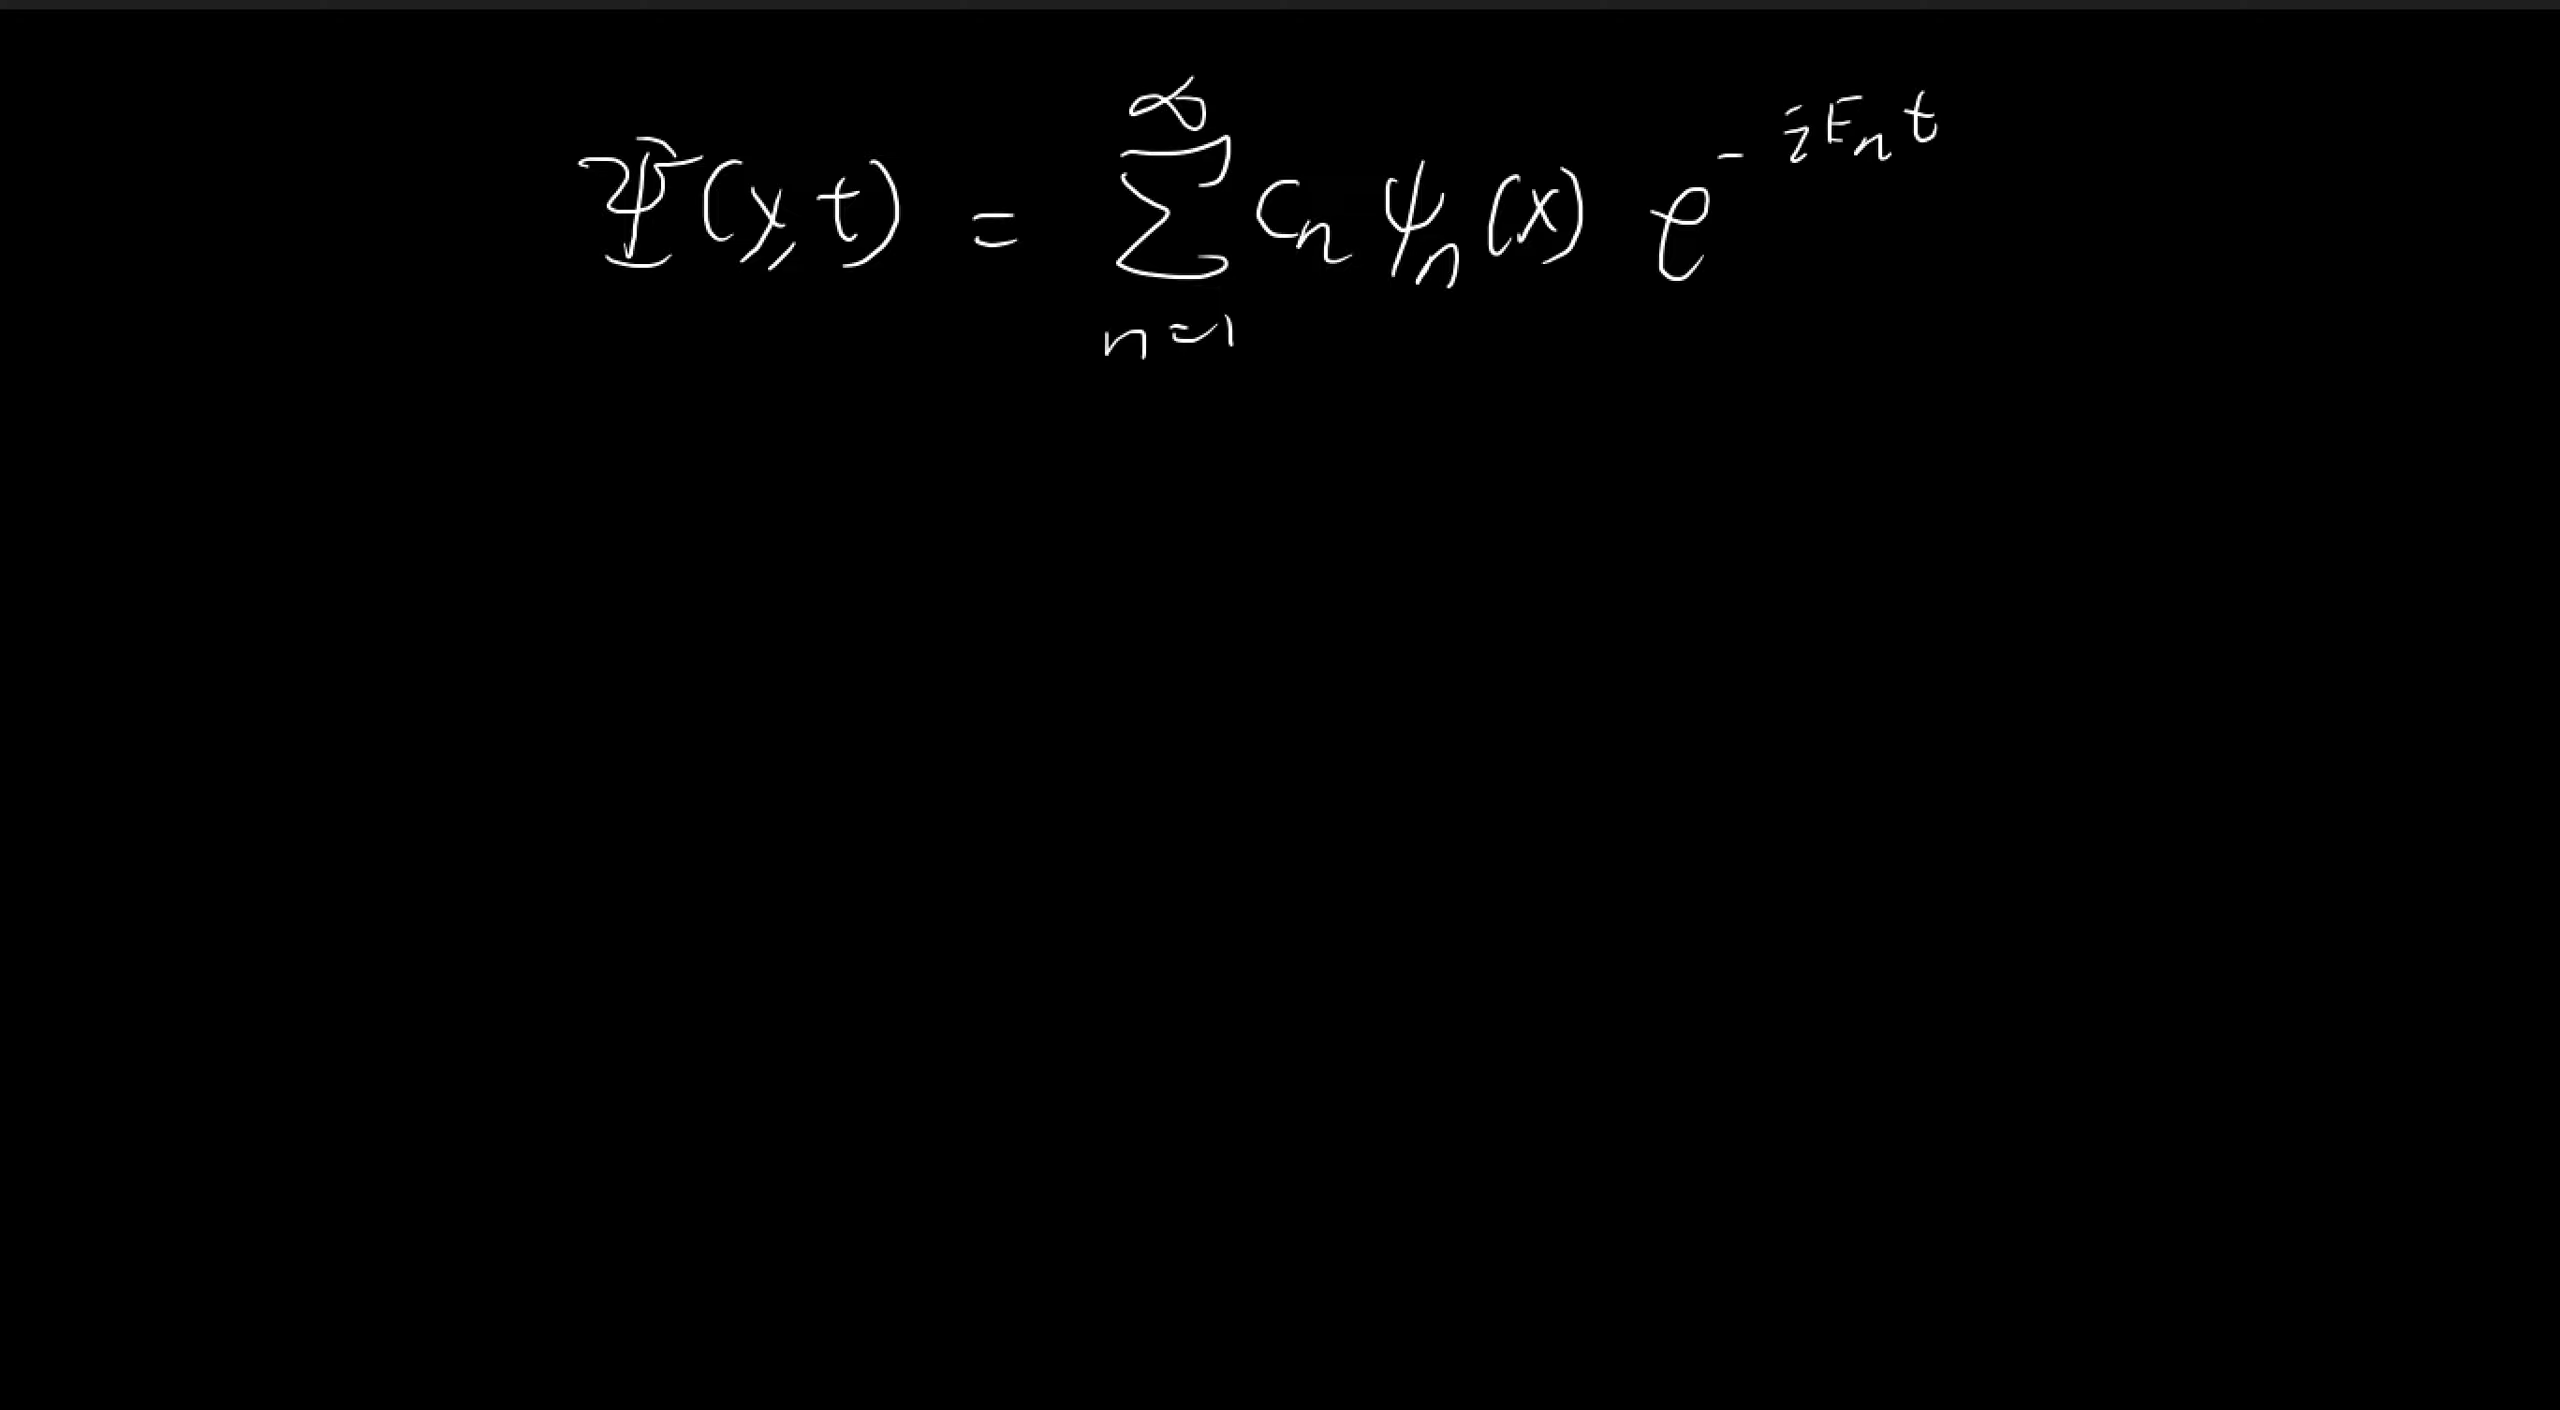 Ψ(x,t) = ∑_{n=1}^{∞} c_n ψ_n(x) e^{-iE_n t}